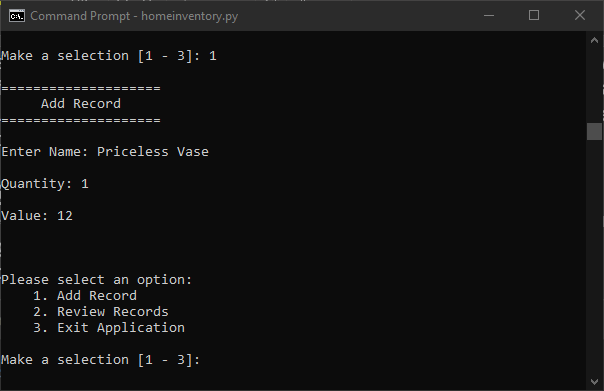 Command Prompt - homeinventory.py
Make a selection [1 - 3]: 1
====================
     Add Record
====================
Enter Name: Priceless Vase
Quantity: 1
Value: 12
Please select an option:
    1. Add Record
    2. Review Records
    3. Exit Application
Make a selection [1 - 3]: